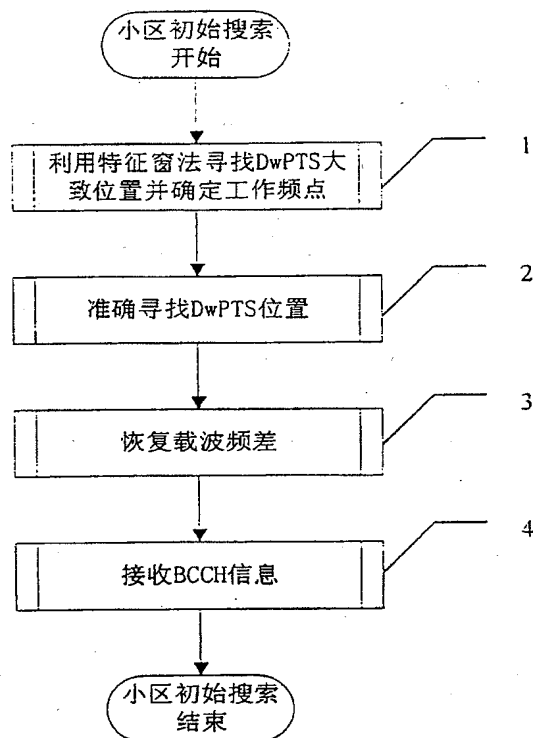 小区初始搜索
开始
利用特征窗法寻找DwPTS大
致位置并确定工作频点
1
准确寻找DwPTS位置
2
恢复载波频差
3
接收BCCH信息
4
小区初始搜索
结束